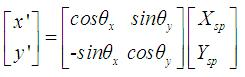 [x'] = [cosθx sinθy] [Xsp]
[y'] = [-sinθx cosθy] [Ysp]